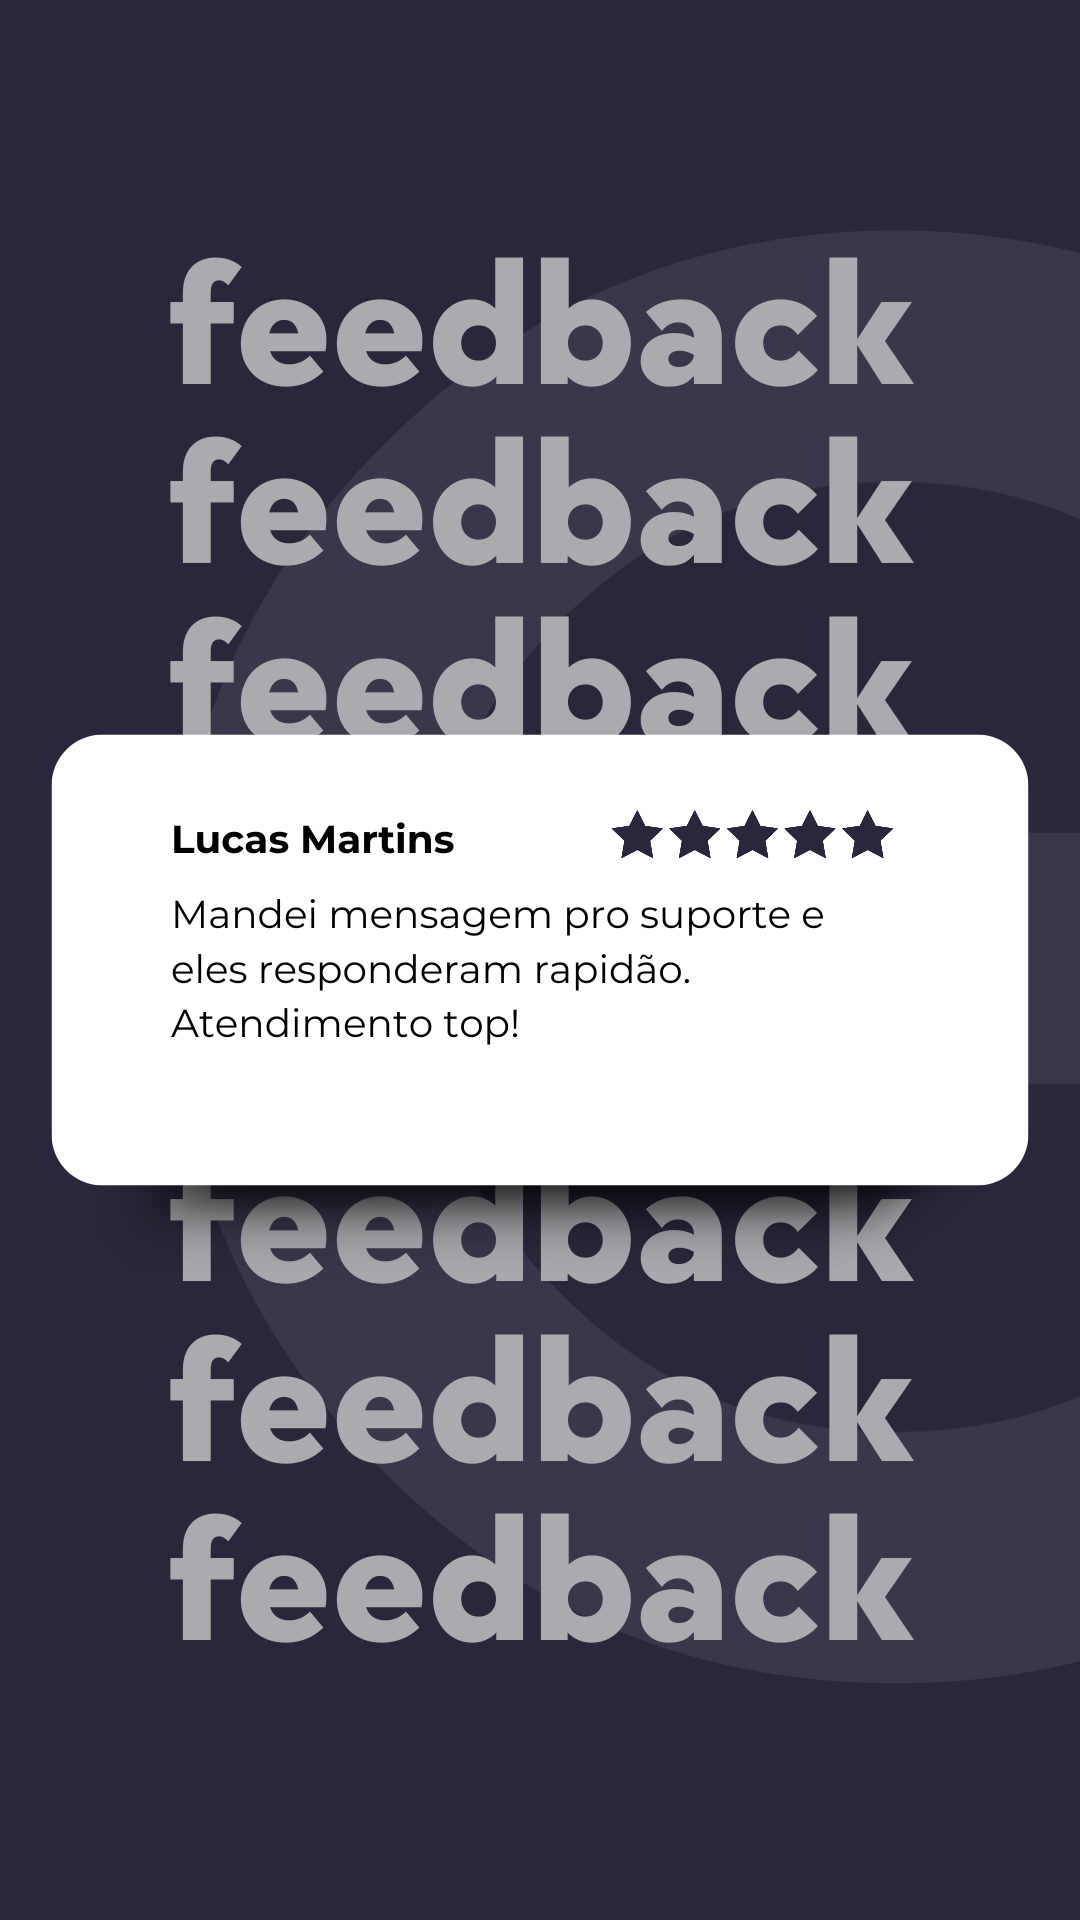 feedback
feedback
feedback
Lucas Martins
Mandei mensagem pro suporte e
eles responderam rapidão.
Atendimento top!
feedback
feedback
feedback